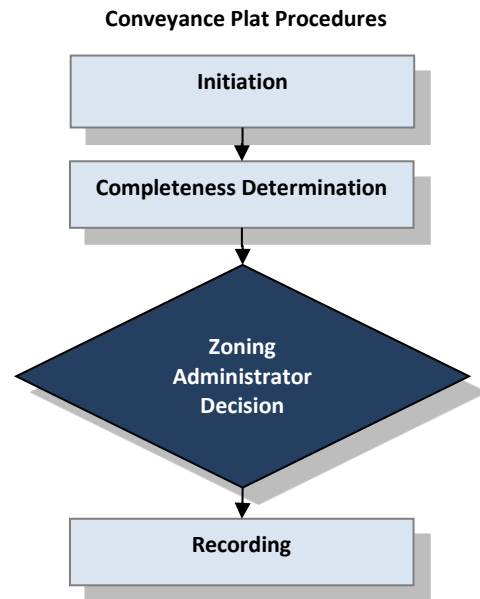 Conveyance Plat Procedures
Initiation
Completeness Determination
Zoning
Administrator
Decision
Recording